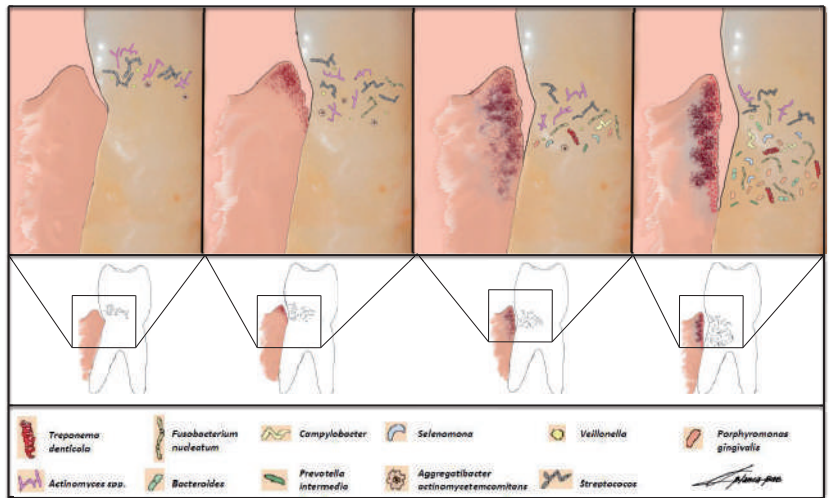 Treponema
denticola
Fusobacterium
nucleatum
Campylobacter
Selenomona
Veillonella
Porphyromonas
gingivalis
Actinomyces spp.
Bacteroides
Prevotella
intermedia
Aggregatibacter
actinomycetemcomitans
Streptococos